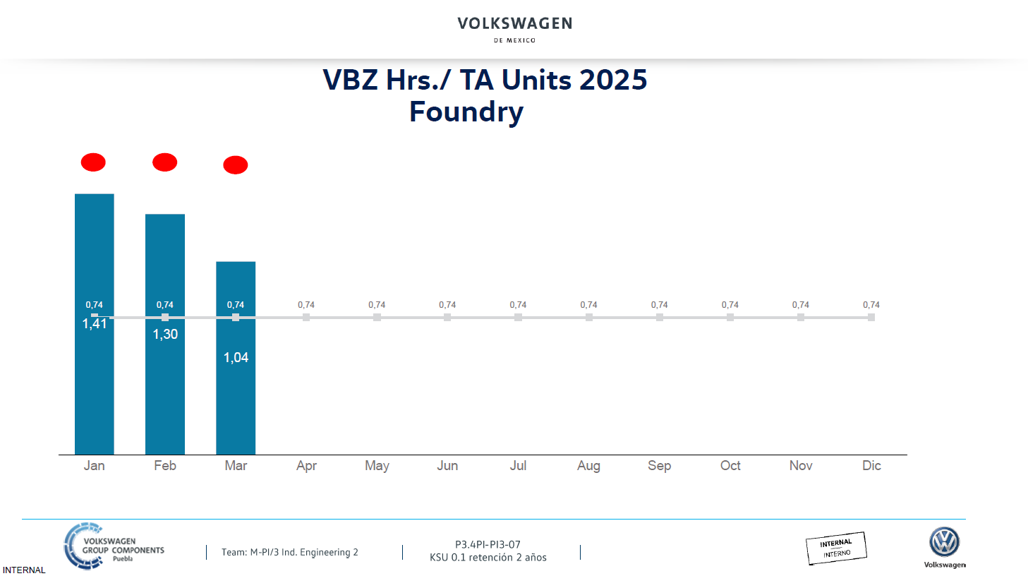 VOLKSWAGEN
DE MEXICO
VBZ Hrs./ TA Units 2025
Foundry
0,74 0,74 0,74 0,74 0,74 0,74 0,74 0,74 0,74 0,74 0,74 0,74
1,41
1,30
1,04
Jan Feb Mar Apr May Jun Jul Aug Sep Oct Nov Dic
VOLKSWAGEN
GROUP COMPONENTS
Puebla
Team: M-PI/3 Ind. Engineering 2
P3.4PI-PI3-07
KSU 0.1 retención 2 años
INTERNAL
INTERNO
Volkswagen
INTERNAL